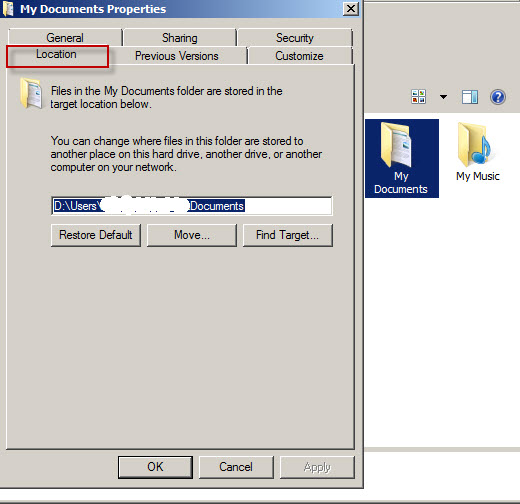 My Documents Properties
General
Sharing
Security
Location
Previous Versions
Customize
Files in the My Documents folder are stored in the
target location below.
You can change where files in this folder are stored to
another place on this hard drive, another drive, or another
computer on your network.
D:\Users\
\Documents
Restore Default
Move...
Find Target...
OK
Cancel
Apply
My
Documents
My Music